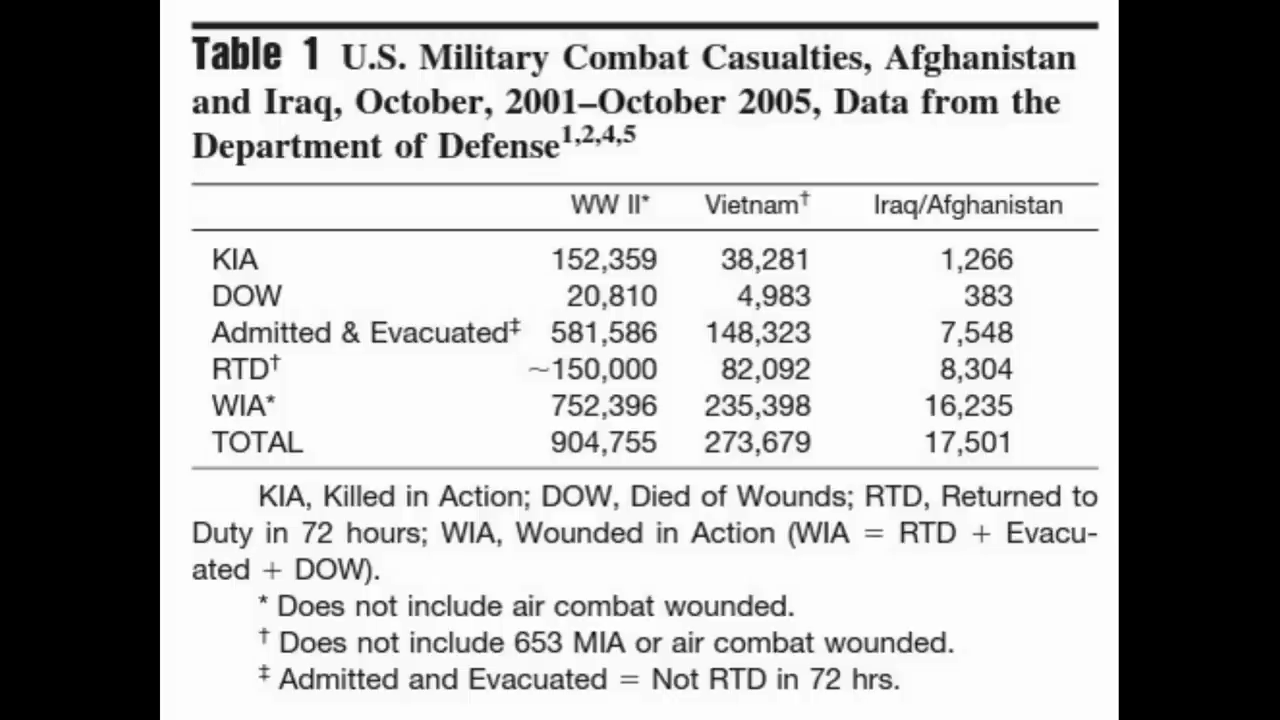 Table 1 U.S. Military Combat Casualties, Afghanistan
and Iraq, October, 2001–October 2005, Data from the
Department of Defense1,2,4,5
WW II* Vietnam† Iraq/Afghanistan
KIA 152,359 38,281 1,266
DOW 20,810 4,983 383
Admitted & Evacuated‡ 581,586 148,323 7,548
RTD† ~150,000 82,092 8,304
WIA* 752,396 235,398 16,235
TOTAL 904,755 273,679 17,501
KIA, Killed in Action; DOW, Died of Wounds; RTD, Returned to
Duty in 72 hours; WIA, Wounded in Action (WIA = RTD + Evacu-
ated + DOW).
* Does not include air combat wounded.
† Does not include 653 MIA or air combat wounded.
‡ Admitted and Evacuated = Not RTD in 72 hrs.